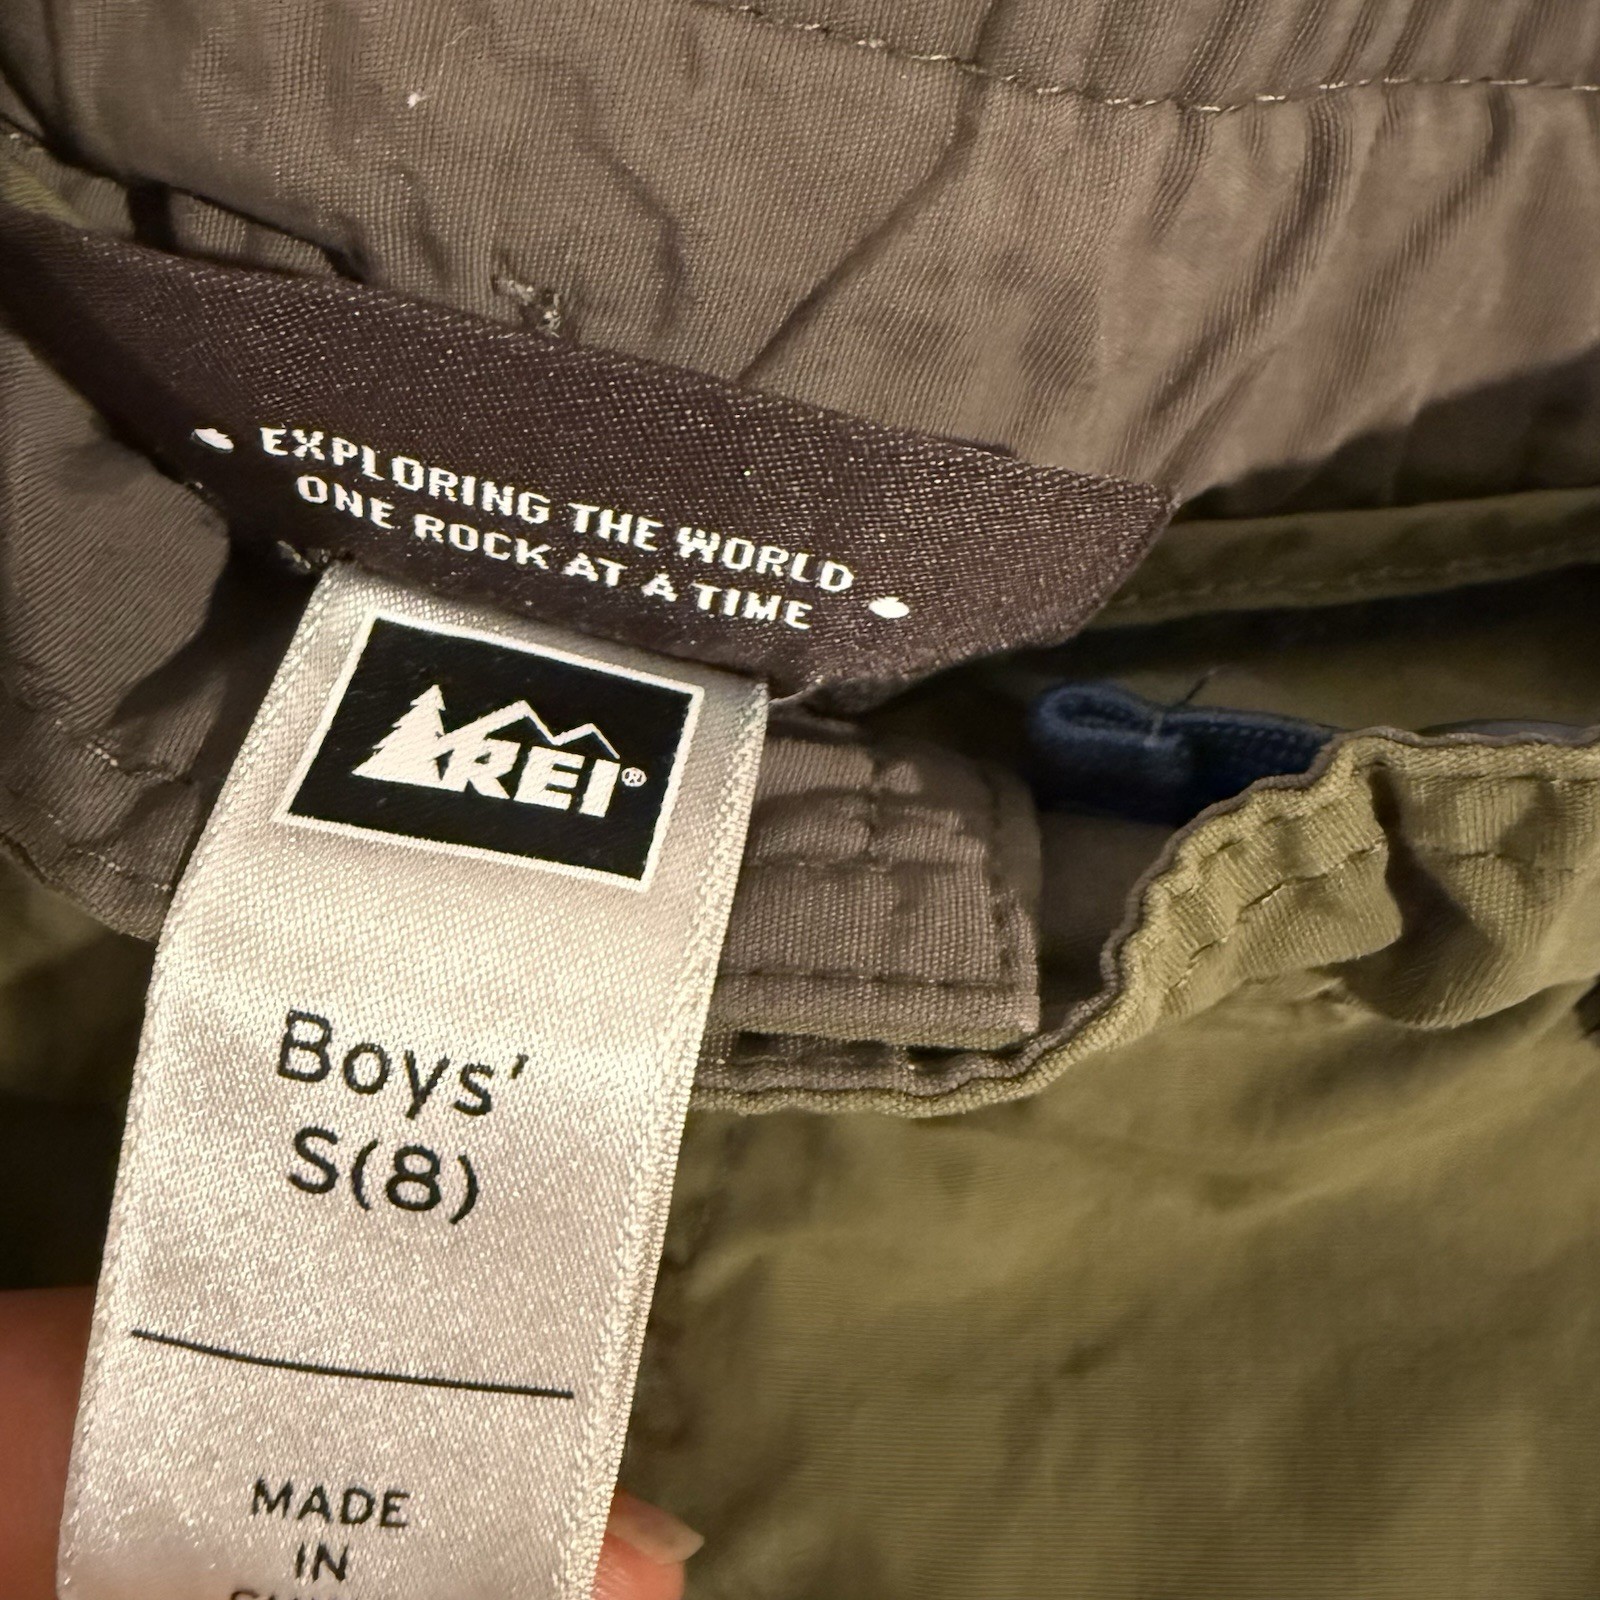 EXPLORING THE WORLD
ONE ROCK AT A TIME
REI®
Boys'
S(8)
MADE
IN